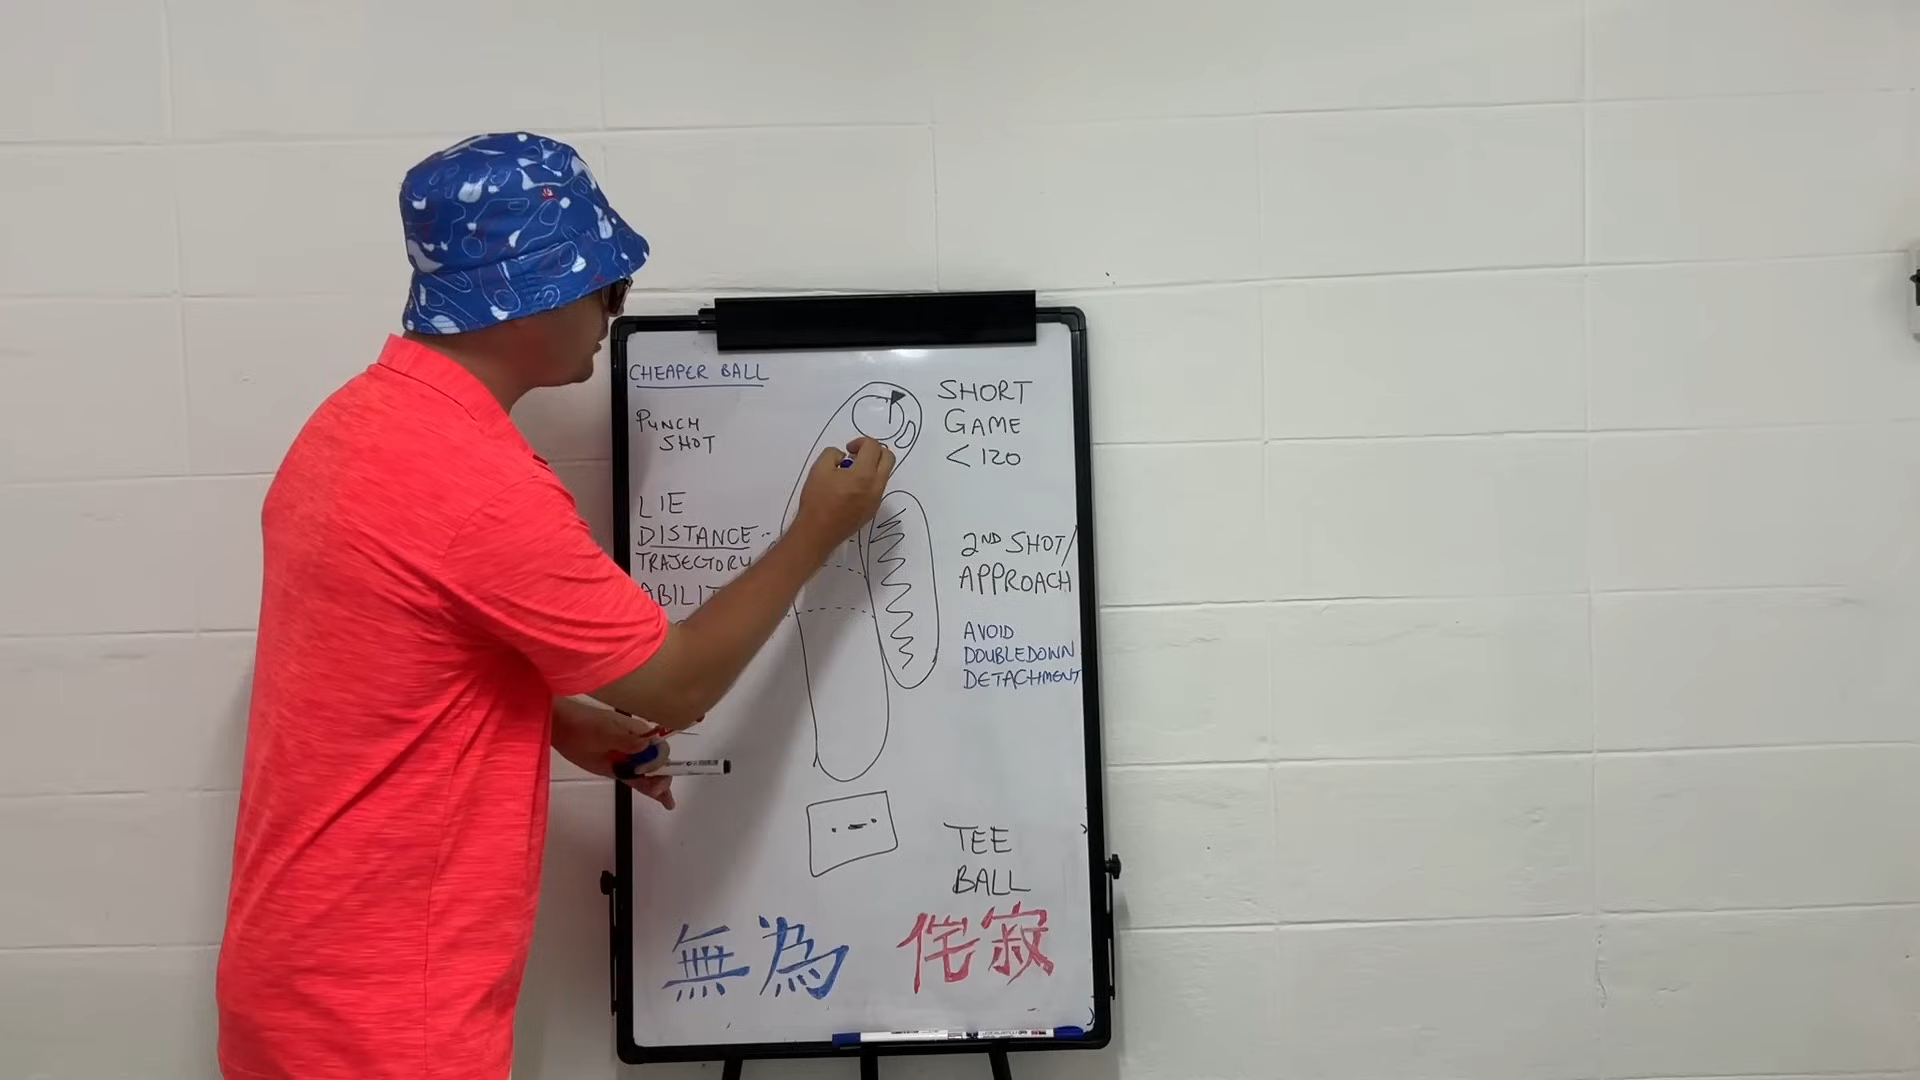 CHEAPER BALL
PUNCH
SHOT
LIE
DISTANCE
TRAJECTORY
SHORT
GAME
< 120
2ND SHOT/
APPROACH
AVOID
DOUBLEDOWN
DETACHMENT
TEE
BALL
無為
侘寂